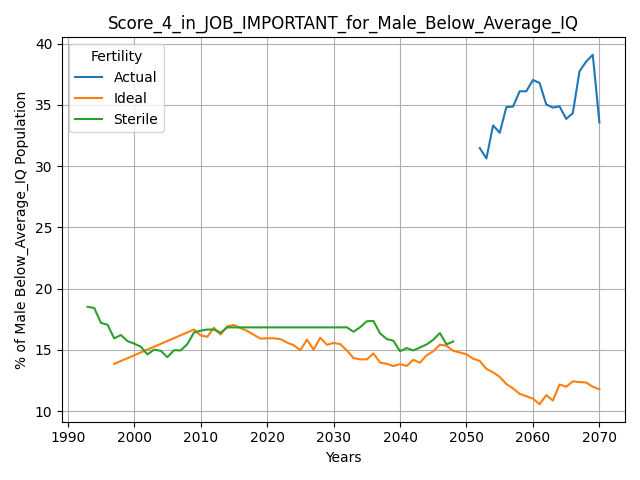 Score_4_in_JOB_IMPORTANT_for_Male_Below_Average_IQ
Fertility
Actual
Ideal
Sterile
% of Male Below_Average_IQ Population
40
35
30
25
20
15
10
1990 2000 2010 2020 2030 2040 2050 2060 2070
Years